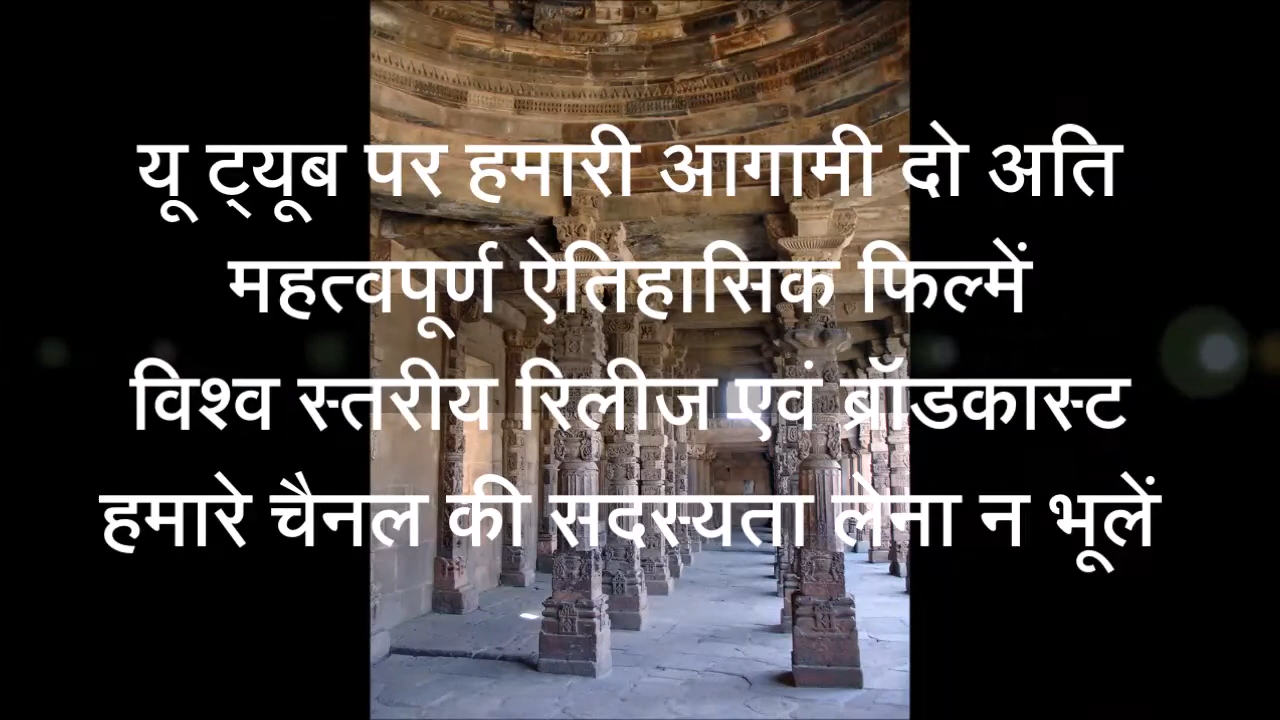 यू ट्यूब पर हमारी आगामी दो अति
महत्वपूर्ण ऐतिहासिक फिल्में
विश्व स्तरीय रिलीज एवं ब्रॉडकास्ट
हमारे चैनल की सदस्यता लेना न भूलें